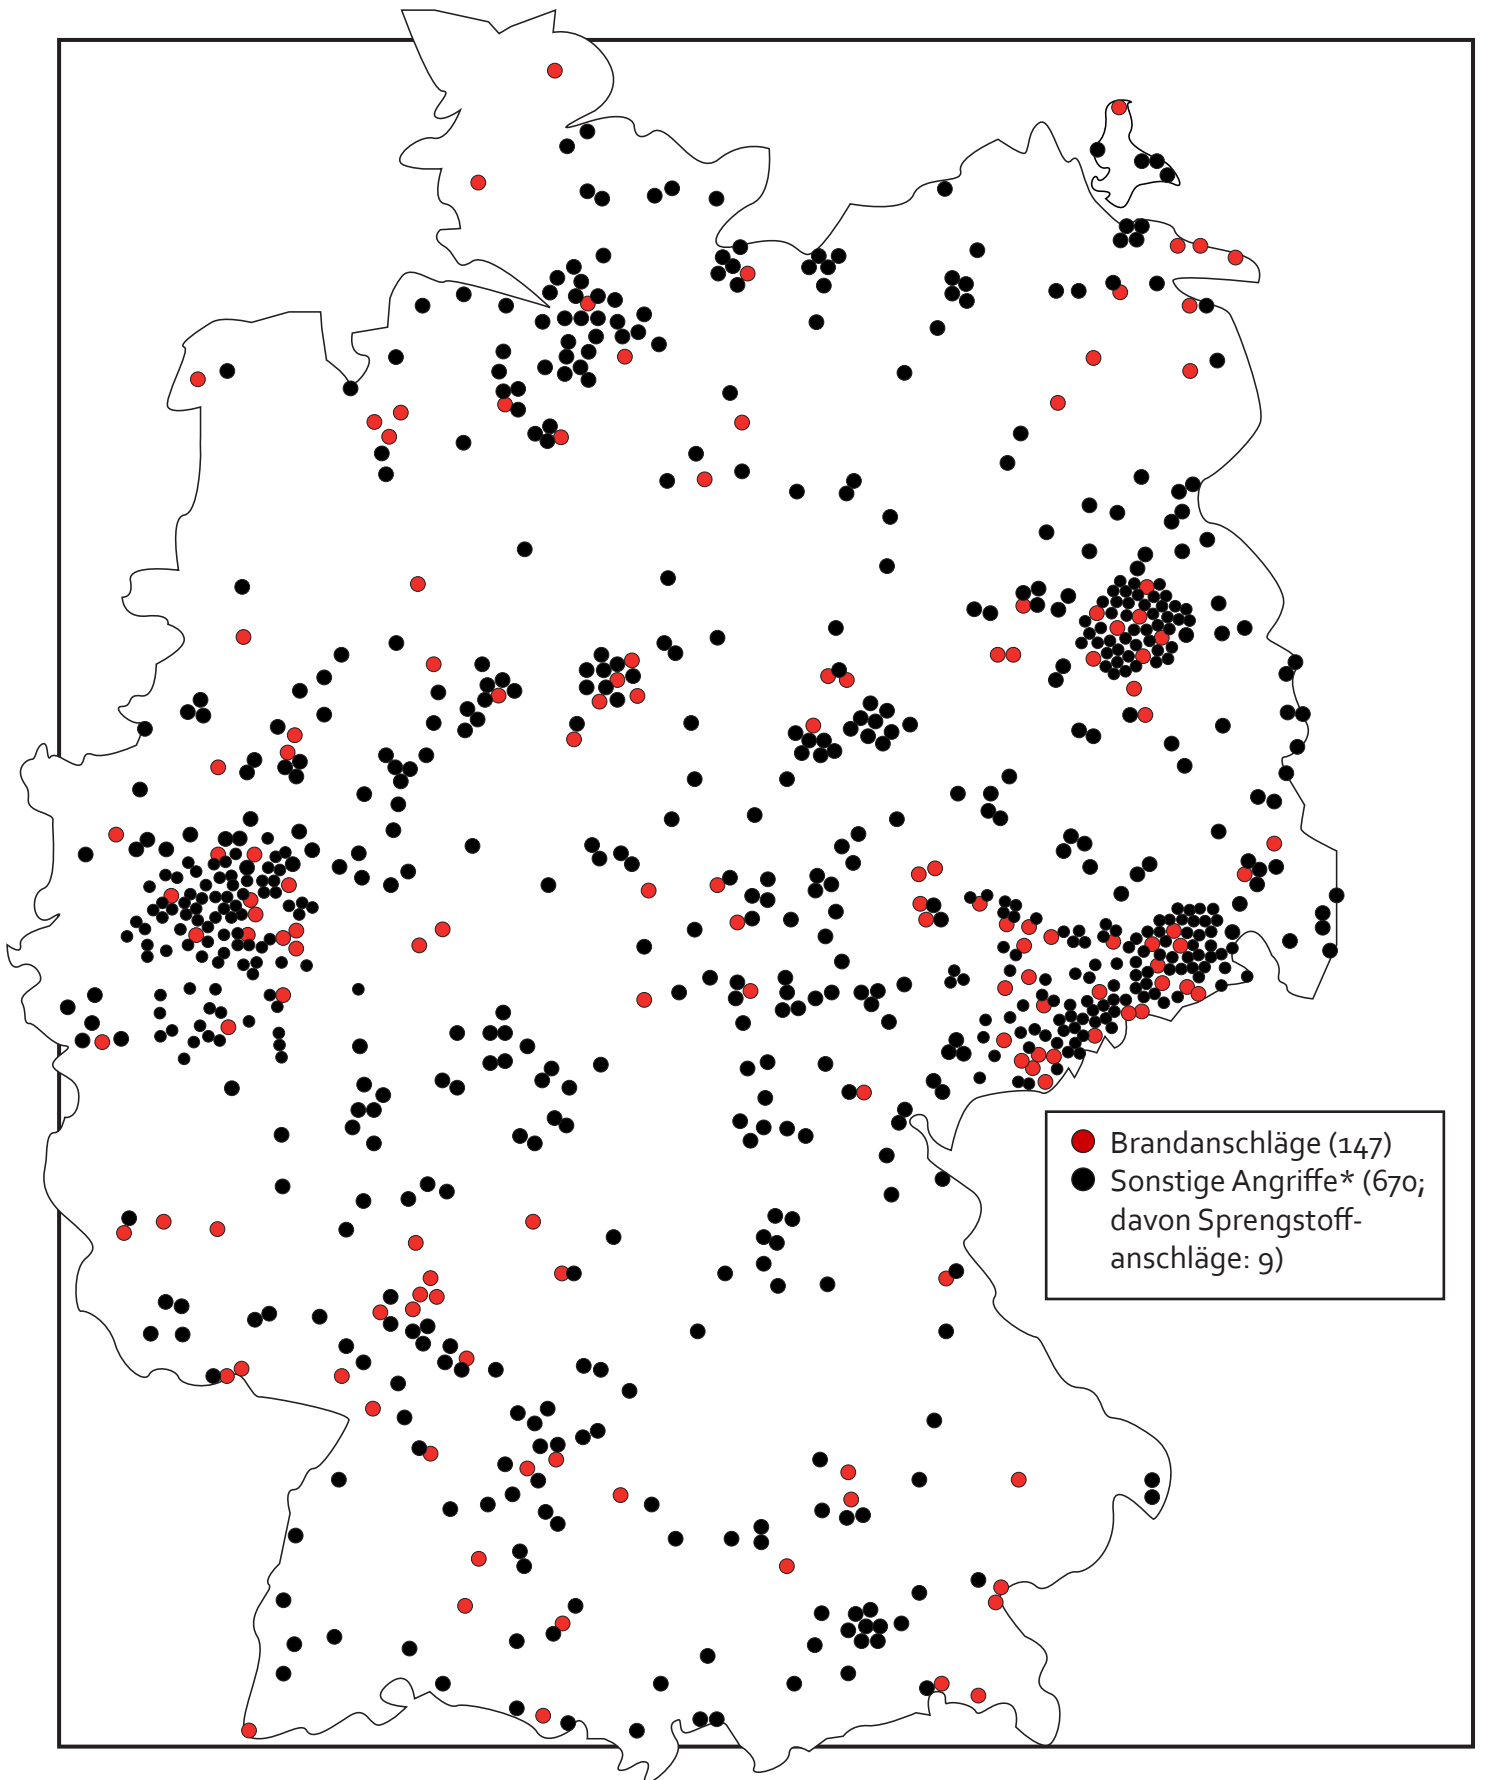 Brandanschläge (147)
Sonstige Angriffe* (670;
davon Sprengstoff-
anschläge: 9)